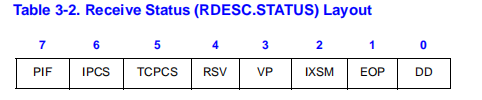 Table 3-2. Receive Status (RDESC.STATUS) Layout
7 6 5 4 3 2 1 0
PIF IPCS TCPCS RSV VP IXSM EOP DD